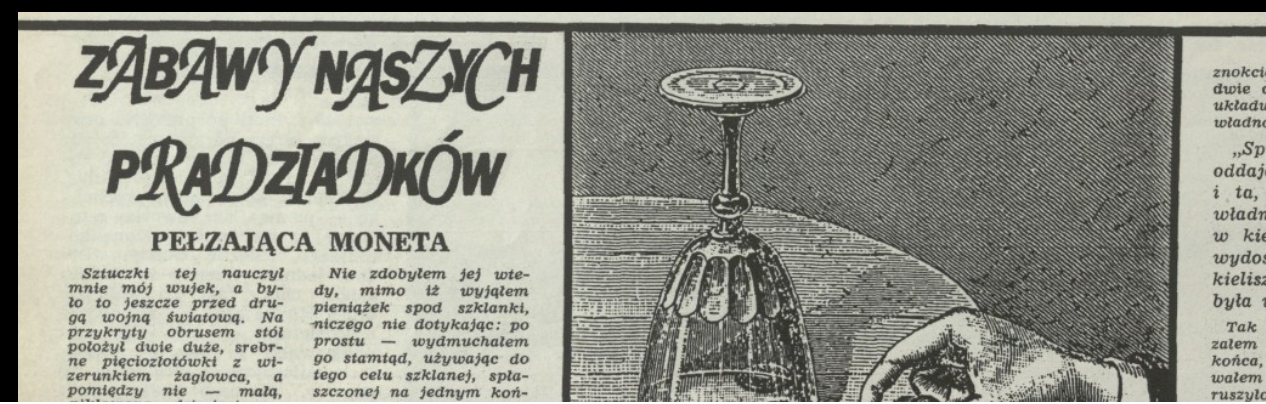 ZABAWY NASZYCH
PRADZIADKÓW
PEŁZAJĄCA MONETA
Sztuczki tej nauczył
mnie mój wujek, a by-
ło to jeszcze przed dru-
gą wojną światową. Na
przykryty obrusem stół
położył dwie duże, srebr-
ne pięciozłotówki z wi-
zerunkiem żaglowca, a
pomiędzy nie — małą,
Nie zdobyłem jej wte-
dy, mimo iż wyjąłem
pieniążek spod szklanki,
niczego nie dotykając: po
prostu — wydmuchałem
go stamtąd, używając do
tego celu szklanej, spła-
szczonej na jednym koń-
dwie
układu
„Sp
oddaj
i ta,
władn
w kie
wydos
kielisz
była
Tak
załem
końca,
wałem
ruszyło